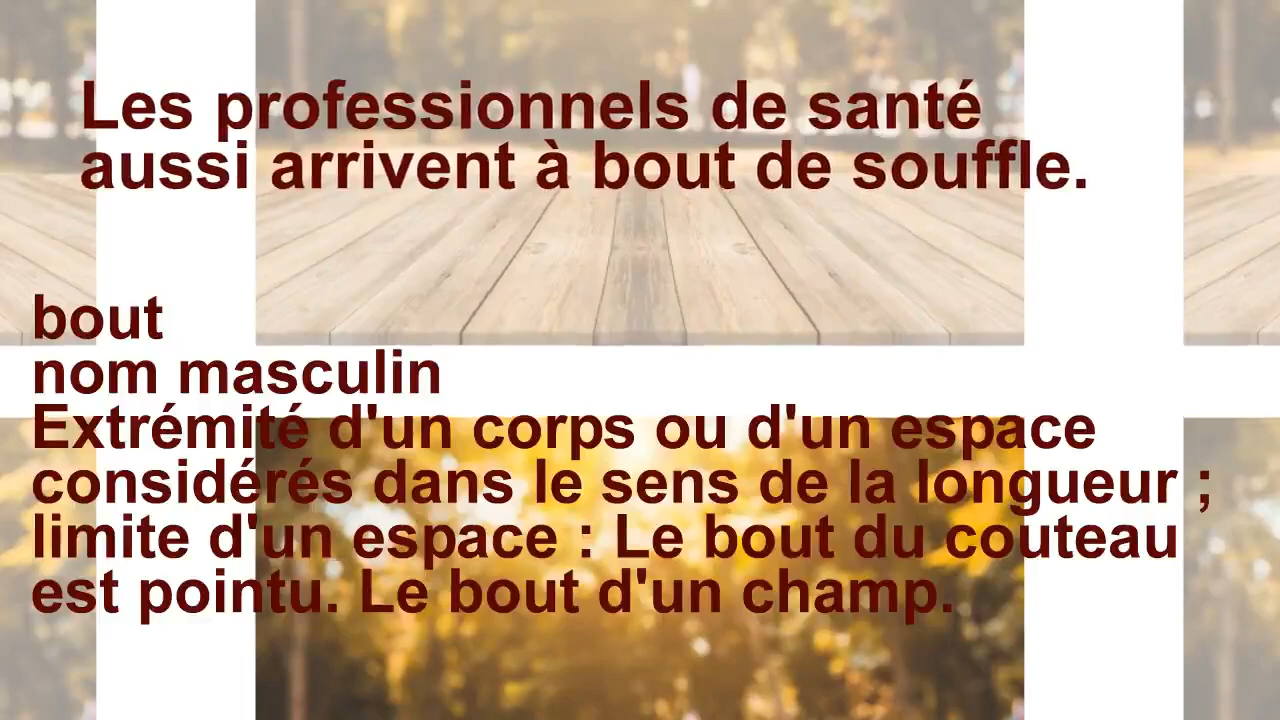 Les professionnels de santé
aussi arrivent à bout de souffle.
bout
nom masculin
Extrémité d'un corps ou d'un espace
considérés dans le sens de la longueur ;
limite d'un espace : Le bout du couteau
est pointu. Le bout d'un champ.